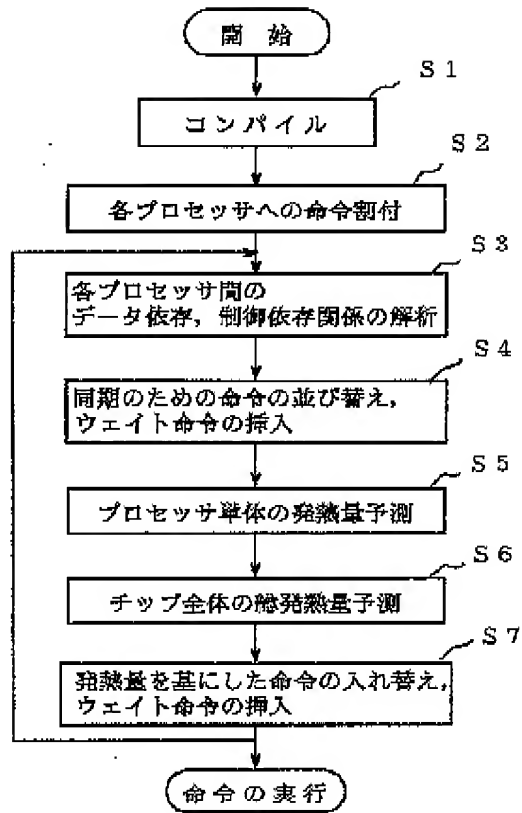 開 始
S1
コンパイル
S2
各プロセッサへの命令割付
S3
各プロセッサ間の
データ依存,制御依存関係の解析
S4
同期のための命令の並び替え,
ウェイト命令の挿入
S5
プロセッサ単体の発熱量予測
S6
チップ全体の総発熱量予測
S7
発熱量を基にした命令の入れ替え,
ウェイト命令の挿入
命令の実行